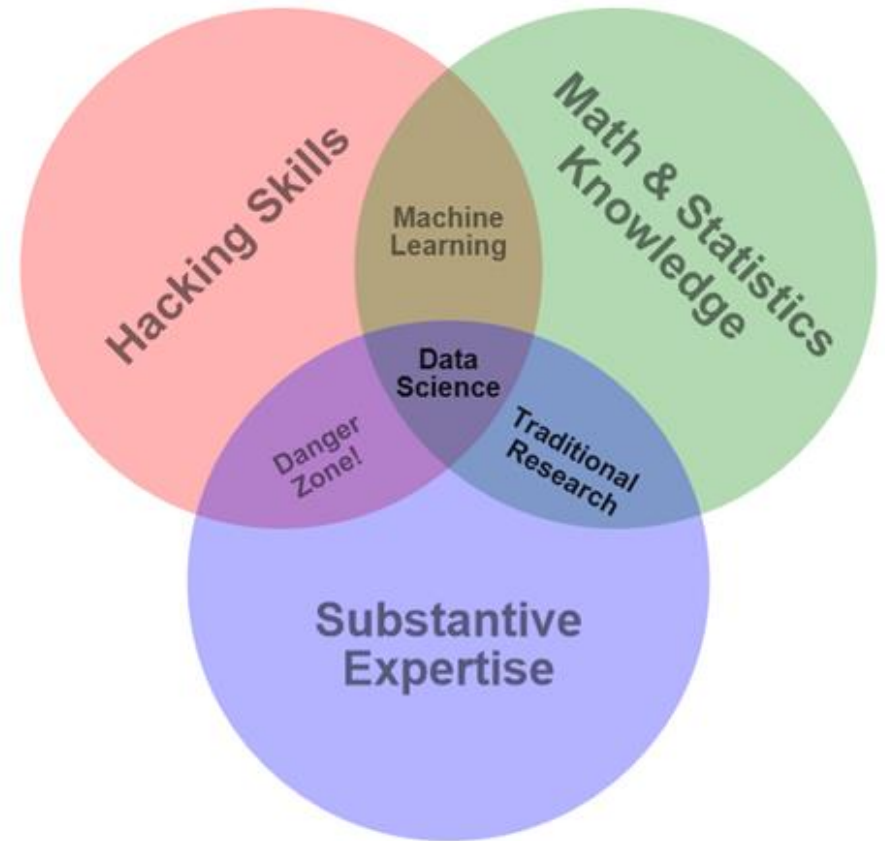 Hacking Skills
Math & Statistics
Knowledge
Machine
Learning
Data
Science
Danger
Zone!
Traditional
Research
Substantive
Expertise